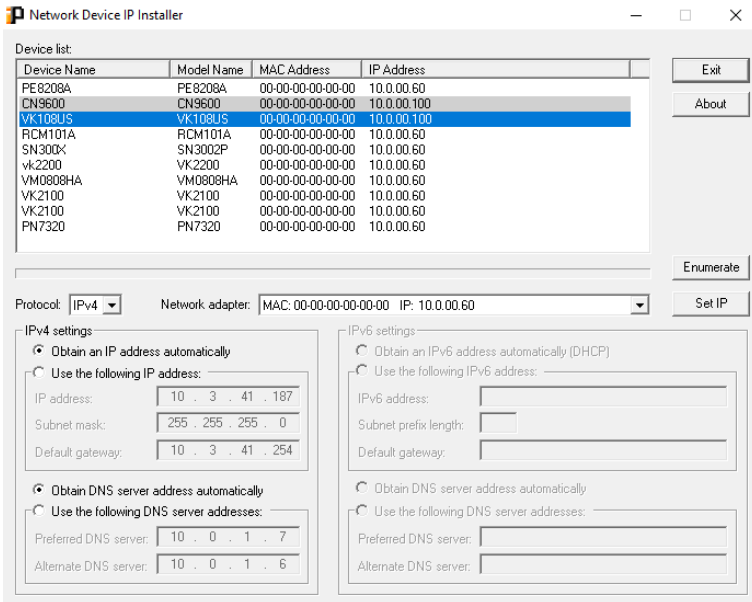 Network Device IP Installer
Device list:
Device Name Model Name MAC Address IP Address
PE8208A PE8208A 00-00-00-00-00-00 10.0.00.60
CN9600 CN9600 00-00-00-00-00-00 10.0.00.100
VK108US VK108US 00-00-00-00-00-00 10.0.00.100
RCM101A RCM101A 00-00-00-00-00-00 10.0.00.60
SN300X SN3002P 00-00-00-00-00-00 10.0.00.60
vk2200 VK2200 00-00-00-00-00-00 10.0.00.60
VM0808HA VM0808HA 00-00-00-00-00-00 10.0.00.60
VK2100 VK2100 00-00-00-00-00-00 10.0.00.60
VK2100 VK2100 00-00-00-00-00-00 10.0.00.60
PN7320 PN7320 00-00-00-00-00-00 10.0.00.60
Exit
About
Enumerate
Protocol: IPv4 Network adapter: MAC: 00-00-00-00-00-00 IP: 10.0.00.60 Set IP
IPv4 settings
Obtain an IP address automatically
Use the following IP address:
IP address: 10 . 3 . 41 . 187
Subnet mask: 255 . 255 . 255 . 0
Default gateway: 10 . 3 . 41 . 254
Obtain DNS server address automatically
Use the following DNS server addresses:
Preferred DNS server: 10 . 0 . 1 . 7
Alternate DNS server: 10 . 0 . 1 . 6
IPv6 settings
Obtain an IPv6 address automatically (DHCP)
Use the following IPv6 address:
IPv6 address:
Subnet prefix length:
Default gateway:
Obtain DNS server address automatically
Use the following DNS server addresses:
Preferred DNS server:
Alternate DNS server: